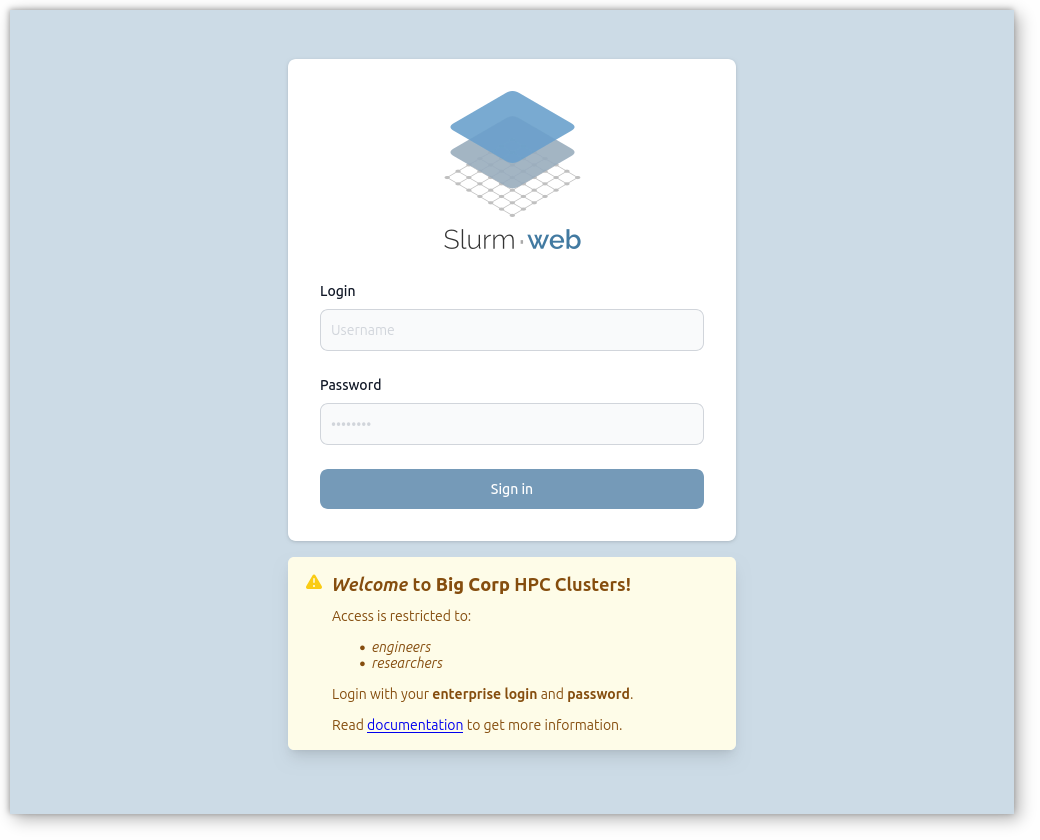 Slurm·web
Login
Username
Password
••••••••
Sign in
Welcome to Big Corp HPC Clusters!
Access is restricted to:
• engineers
• researchers
Login with your enterprise login and password.
Read documentation to get more information.